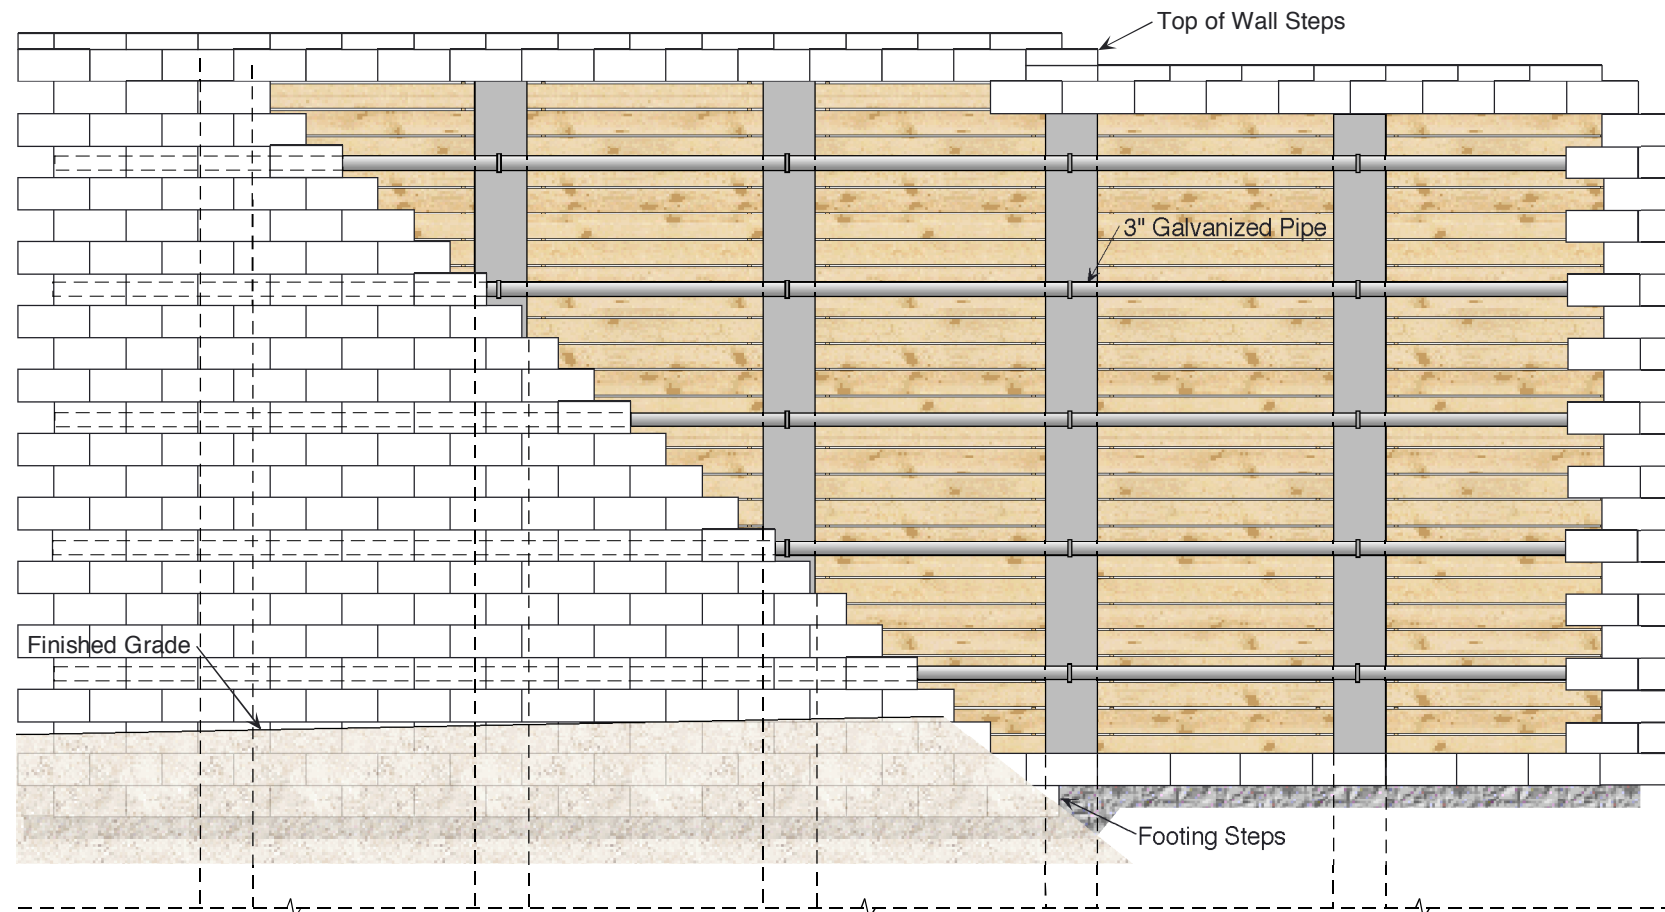 Top of Wall Steps
3" Galvanized Pipe
Finished Grade
Footing Steps